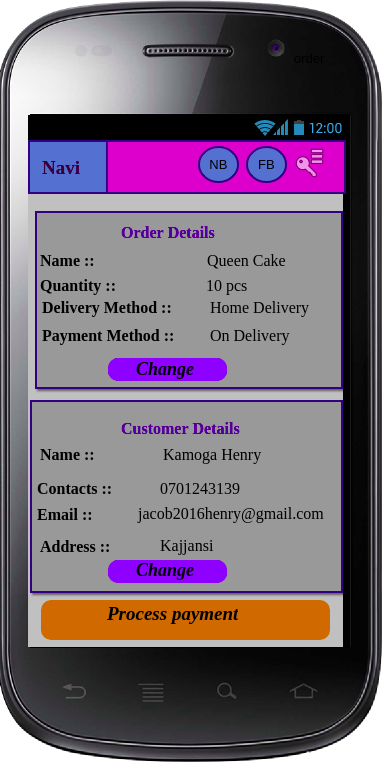 order
12:00
Navi NB FB
Order Details
Name :: Queen Cake
Quantity :: 10 pcs
Delivery Method :: Home Delivery
Payment Method :: On Delivery
Change
Customer Details
Name :: Kamoga Henry
Contacts :: 0701243139
Email :: jacob2016henry@gmail.com
Address :: Kajjansi
Change
Process payment